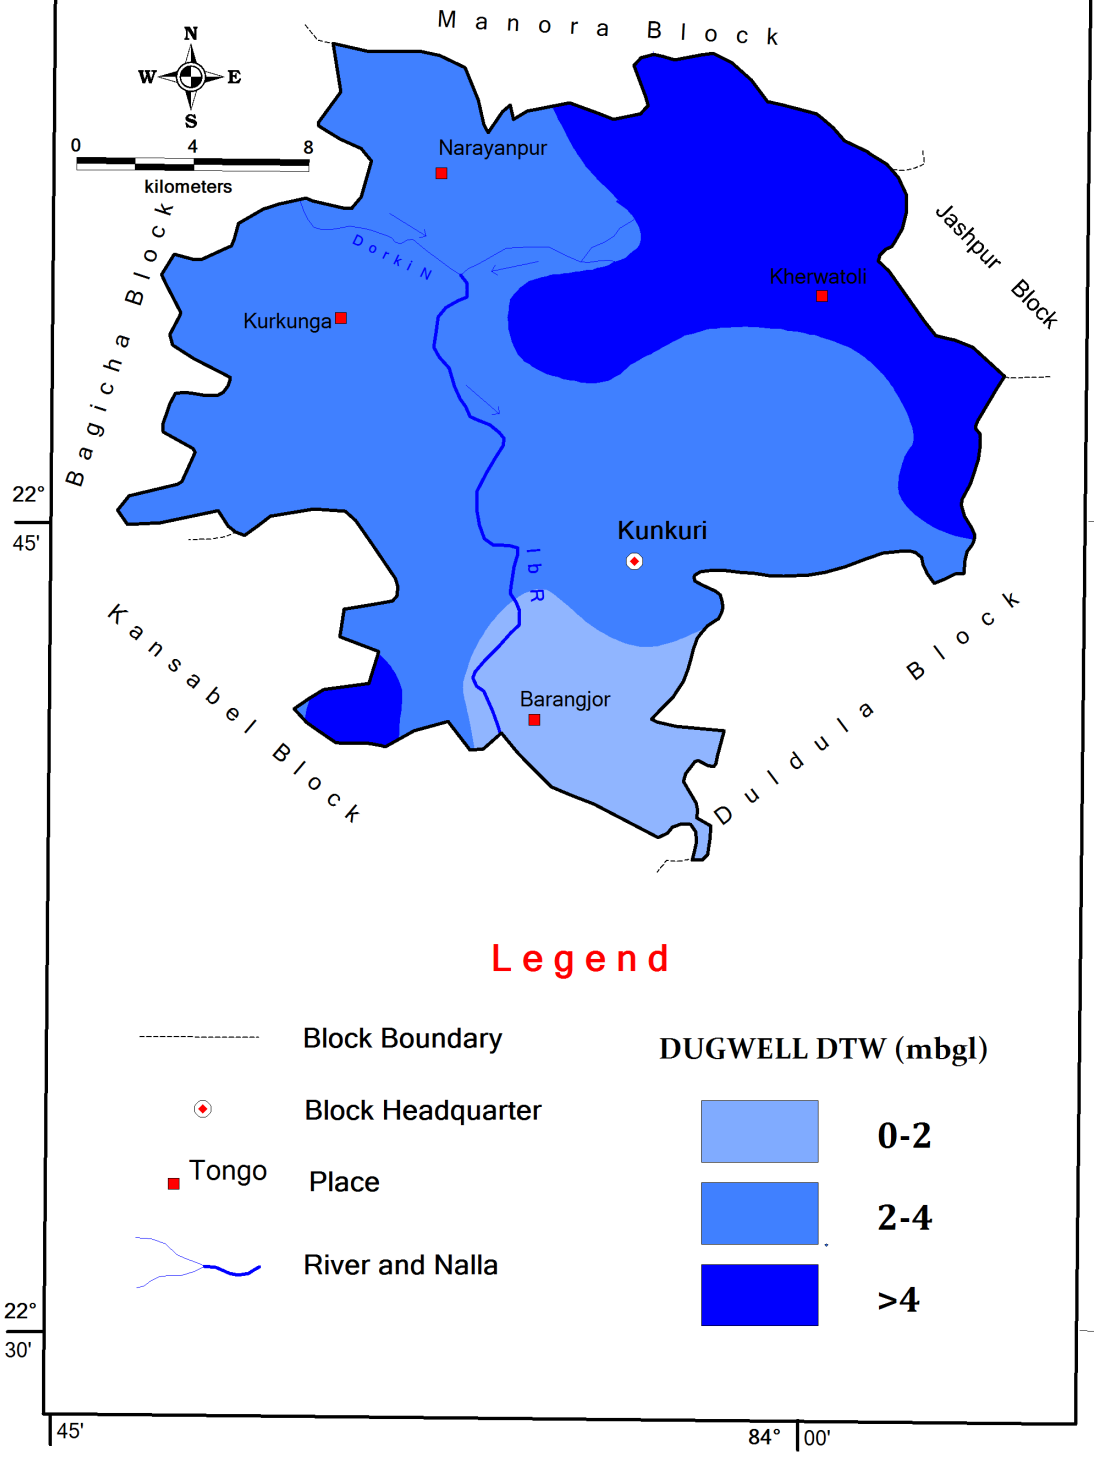 Manora Block
N
W E
S
0 4 8
kilometers
Narayanpur
Bagicha Block
Jashpur Block
Dorki N
Kherwatoli
Kurkunga
22°
45'
Kunkuri
Ib R
Kansabel Block
Duldula Block
Barangjor
Legend
Block Boundary
DUGWELL DTW (mbgl)
Block Headquarter
0-2
Tongo
Place
2-4
River and Nalla
>4
22°
30'
45'
84° 00'